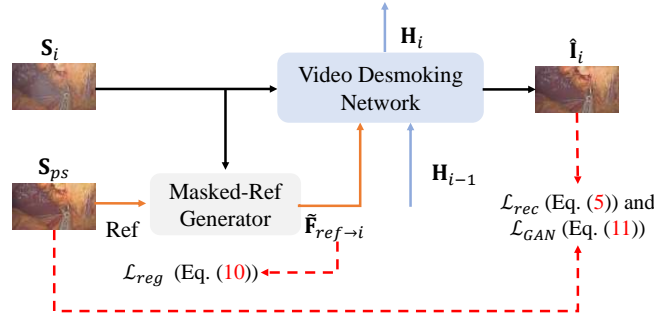 S_i
H_i
Î_i
Video Desmoking
Network
S_ps
H_{i-1}
Masked-Ref
Generator
Ref
F̃_{ref→i}
ℒ_rec (Eq. (5)) and
ℒ_GAN (Eq. (11))
ℒ_reg (Eq. (10))